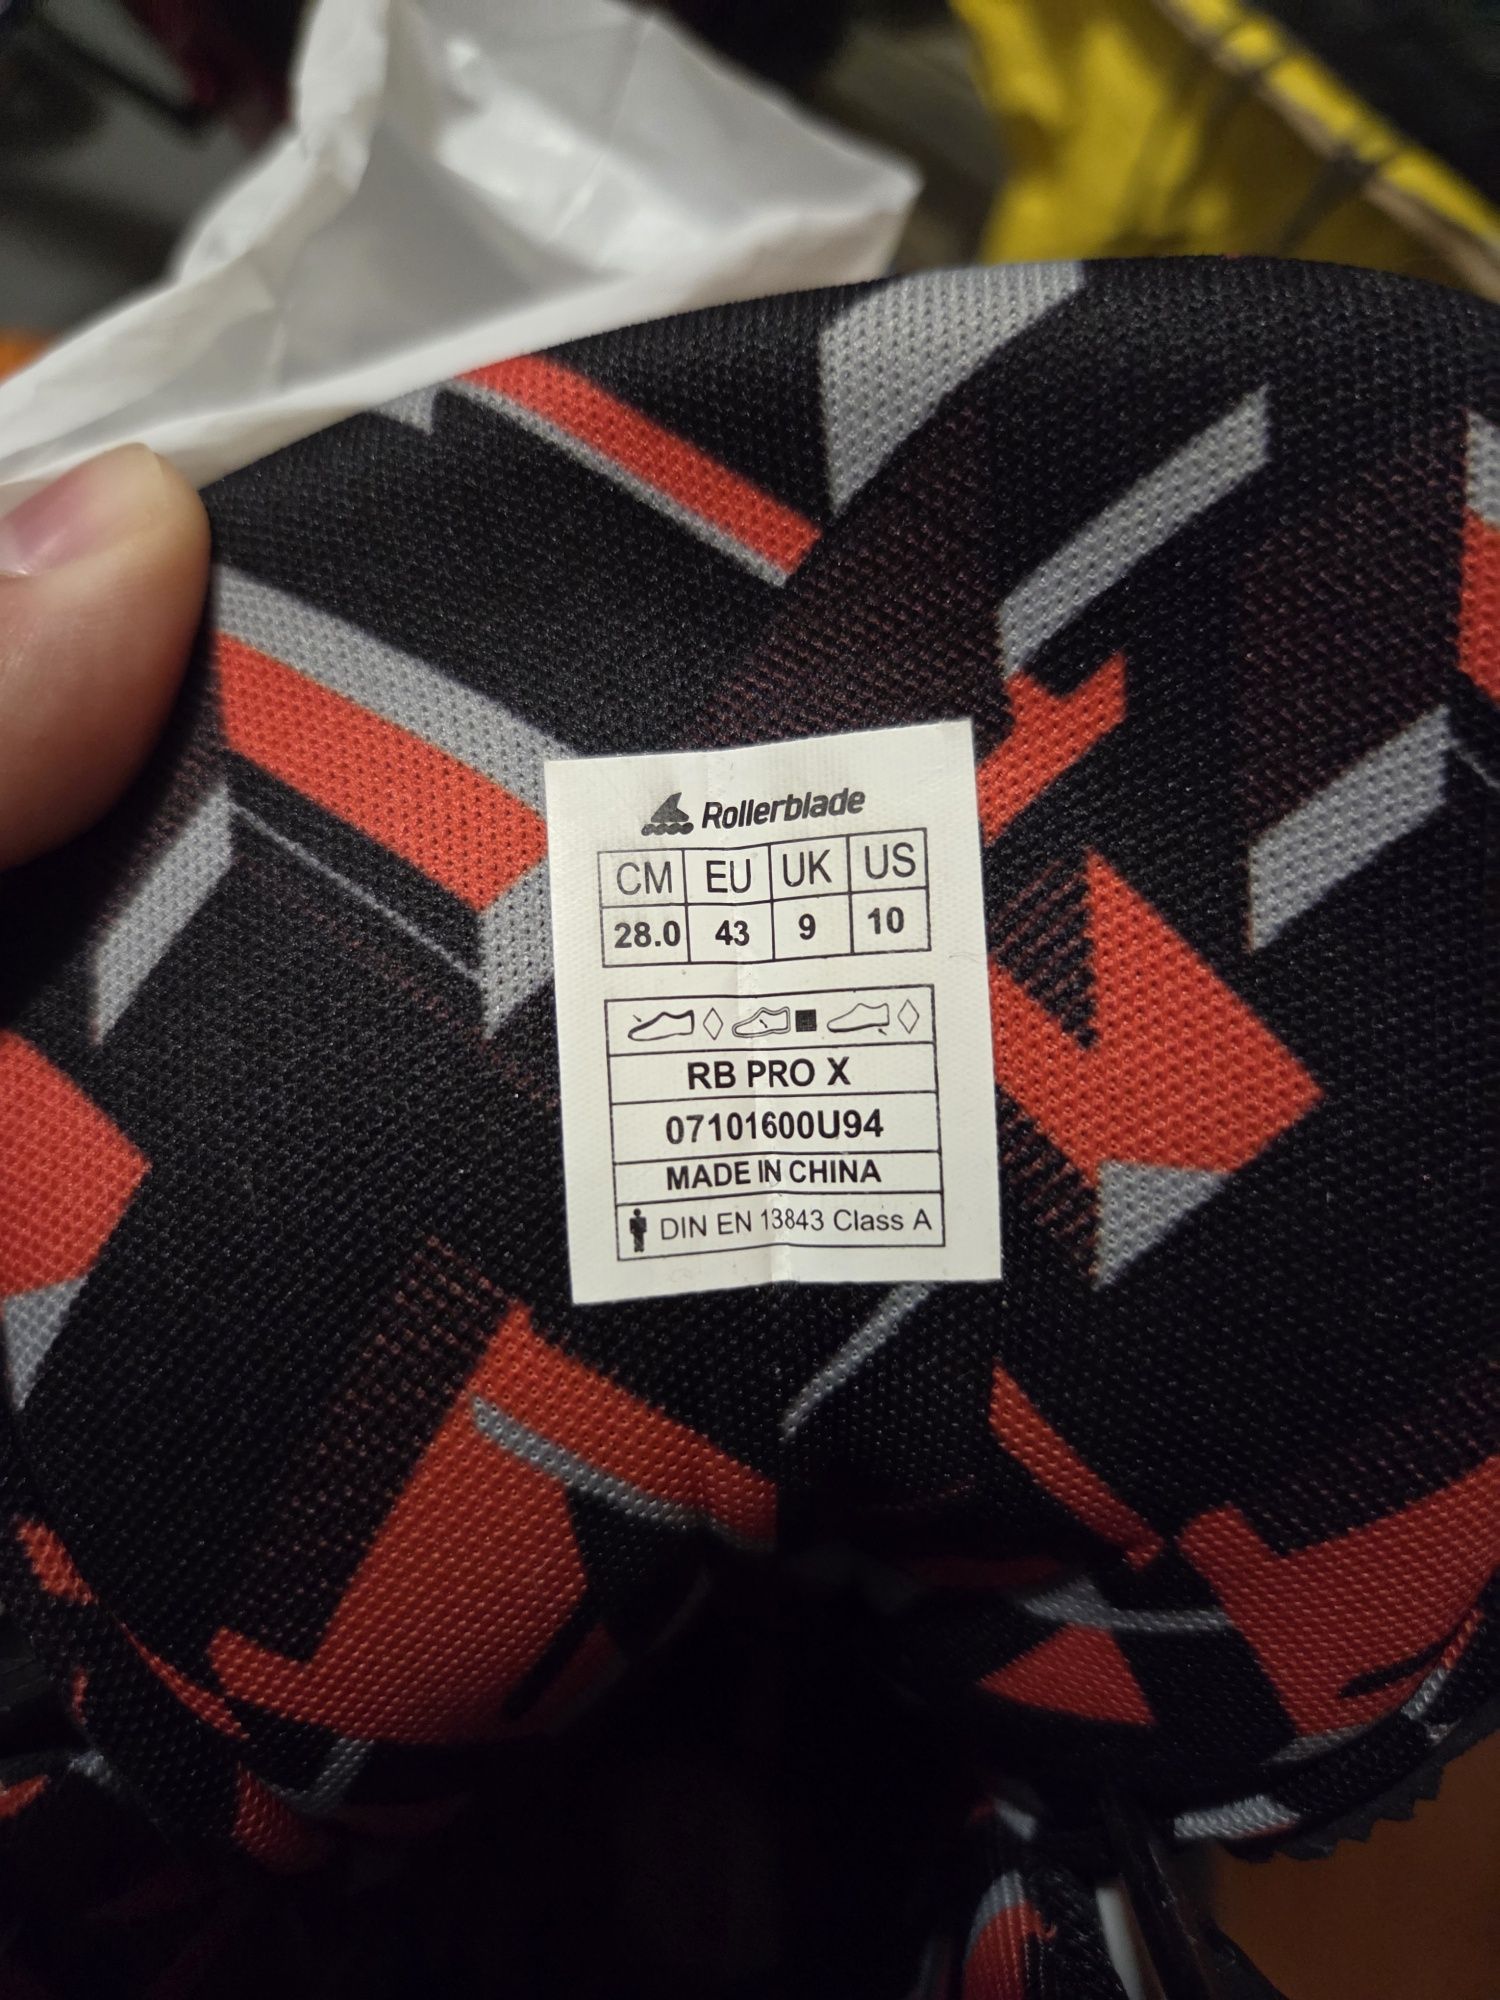 Rollerblade
CM EU UK US
28.0 43 9 10
RB PRO X
07101600U94
MADE IN CHINA
DIN EN 13843 Class A